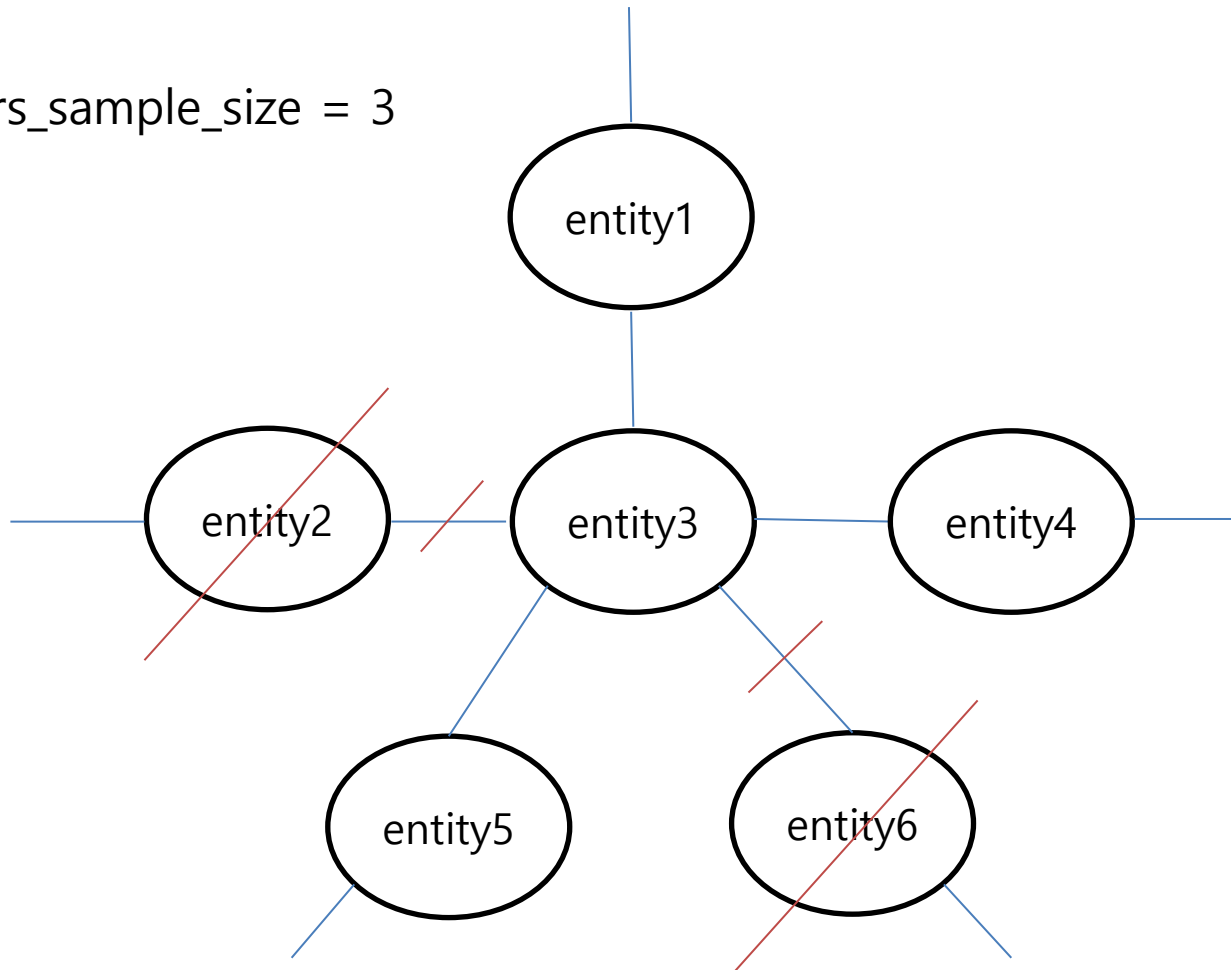 rs_sample_size = 3
entity1
entity2
entity3
entity4
entity5
entity6